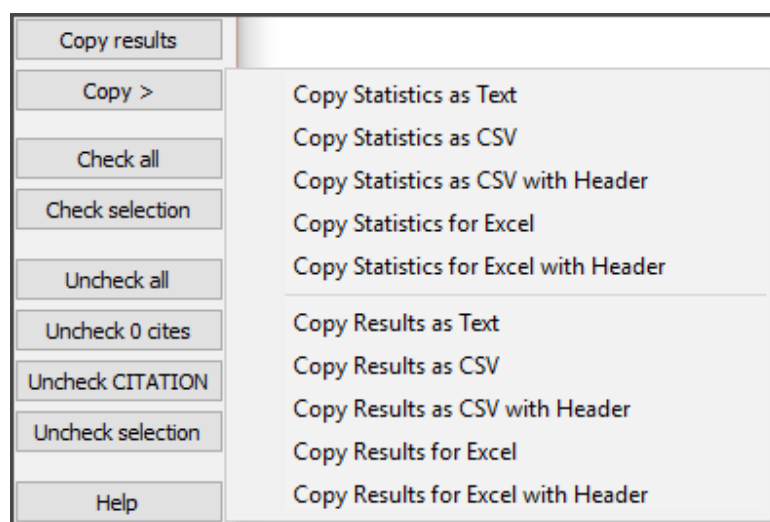 Copy results
Copy >
Check all
Check selection
Uncheck all
Uncheck 0 cites
Uncheck CITATION
Uncheck selection
Help
Copy Statistics as Text
Copy Statistics as CSV
Copy Statistics as CSV with Header
Copy Statistics for Excel
Copy Statistics for Excel with Header
Copy Results as Text
Copy Results as CSV
Copy Results as CSV with Header
Copy Results for Excel
Copy Results for Excel with Header